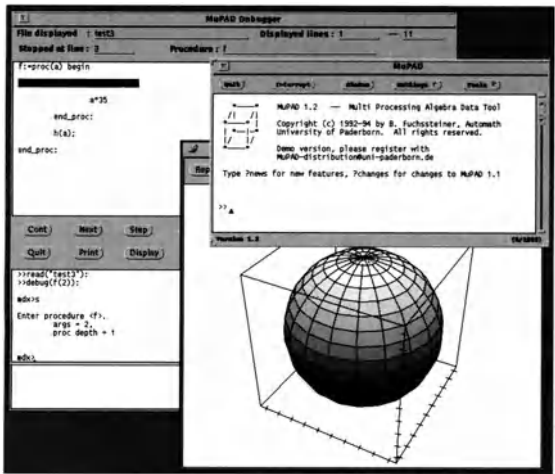 MuPAD Debugger
File displayed : test3 Displayed lines : 1 — 11
Stopped at line : 2 Procedure : f
f:=proc(a) begin
a*35
end_proc:
h(a);
end_proc:
Cont Next Step
Quit Print Display
>>read("test3"):
>>debug(f(2)):
mdx>s
Enter procedure <f>,
args = 2,
proc depth = 1
mdx>
MuPAD
Quit Interrupt Tools
MuPAD 1.2 -- Multi Processing Algebra Data Tool
Copyright (c) 1992-94 by B. Fuchssteiner, Automath
University of Paderborn. All rights reserved.
Demo version, please register with
MuPAD-distribution@uni-paderborn.de
Type ?news for new features, ?changes for changes to MuPAD 1.1
>>
Version 1.2
Rep